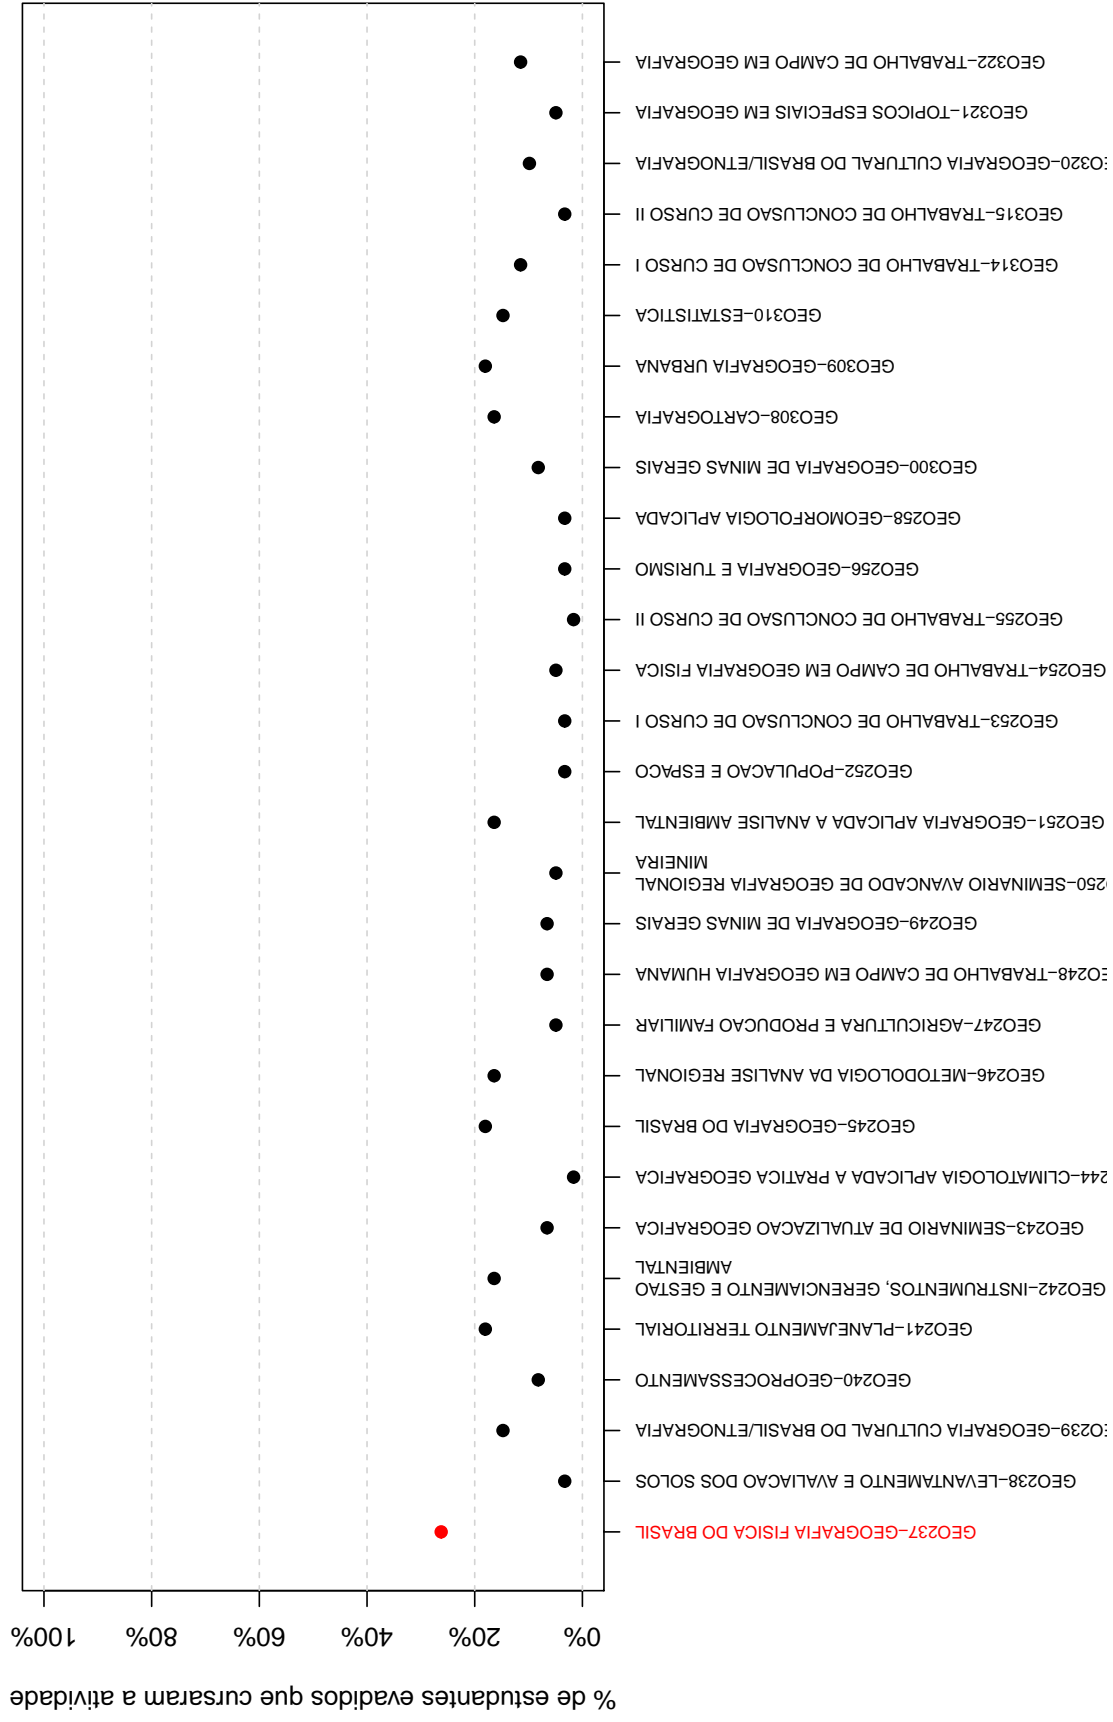 % de estudantes evadidos que cursaram a atividade
0% 20% 40% 60% 80% 100%
GEO237–GEOGRAFIA FISICA DO BRASIL
GEO238–LEVANTAMENTO E AVALIACAO DOS SOLOS
EO239–GEOGRAFIA CULTURAL DO BRASIL/ETNOGRAFIA
GEO240–GEOPROCESSAMENTO
GEO241–PLANEJAMENTO TERRITORIAL
GEO242–INSTRUMENTOS, GERENCIAMENTO E GESTAO
AMBIENTAL
GEO243–SEMINARIO DE ATUALIZACAO GEOGRAFICA
244–CLIMATOLOGIA APLICADA A PRATICA GEOGRAFICA
GEO245–GEOGRAFIA DO BRASIL
GEO246–METODOLOGIA DA ANALISE REGIONAL
GEO247–AGRICULTURA E PRODUCAO FAMILIAR
EO248–TRABALHO DE CAMPO EM GEOGRAFIA HUMANA
GEO249–GEOGRAFIA DE MINAS GERAIS
250–SEMINARIO AVANCADO DE GEOGRAFIA REGIONAL
MINEIRA
GEO251–GEOGRAFIA APLICADA A ANALISE AMBIENTAL
GEO252–POPULACAO E ESPACO
GEO253–TRABALHO DE CONCLUSAO DE CURSO I
GEO254–TRABALHO DE CAMPO EM GEOGRAFIA FISICA
GEO255–TRABALHO DE CONCLUSAO DE CURSO II
GEO256–GEOGRAFIA E TURISMO
GEO258–GEOMORFOLOGIA APLICADA
GEO300–GEOGRAFIA DE MINAS GERAIS
GEO308–CARTOGRAFIA
GEO309–GEOGRAFIA URBANA
GEO310–ESTATISTICA
GEO314–TRABALHO DE CONCLUSAO DE CURSO I
GEO315–TRABALHO DE CONCLUSAO DE CURSO II
EO320–GEOGRAFIA CULTURAL DO BRASIL/ETNOGRAFIA
GEO321–TOPICOS ESPECIAIS EM GEOGRAFIA
GEO322–TRABALHO DE CAMPO EM GEOGRAFIA